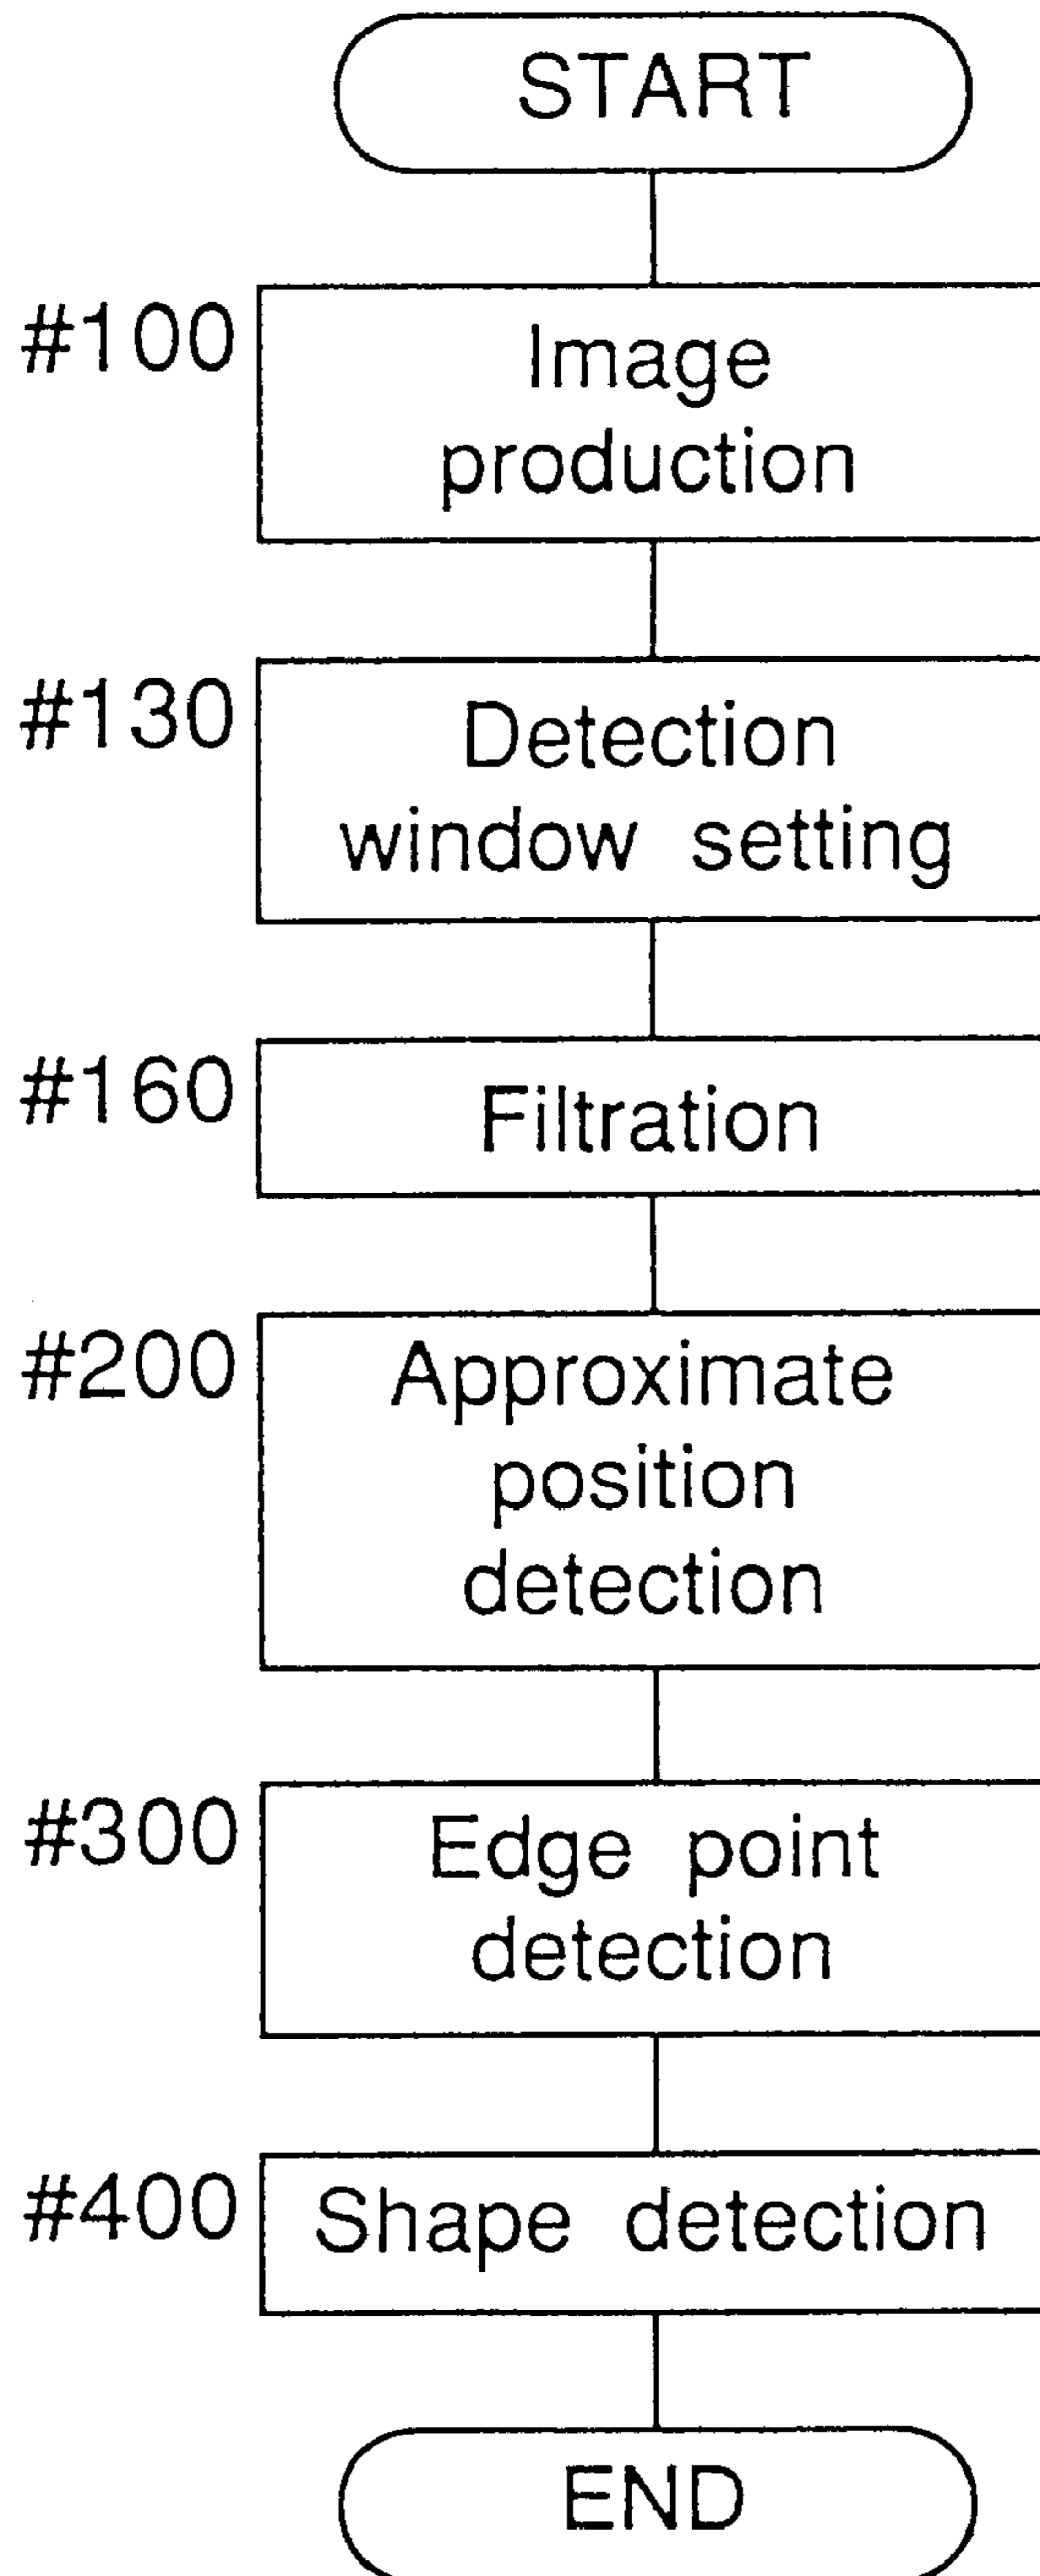 START
#100
Image
production
#130
Detection
window setting
#160
Filtration
#200
Approximate
position
detection
#300
Edge point
detection
#400
Shape detection
END